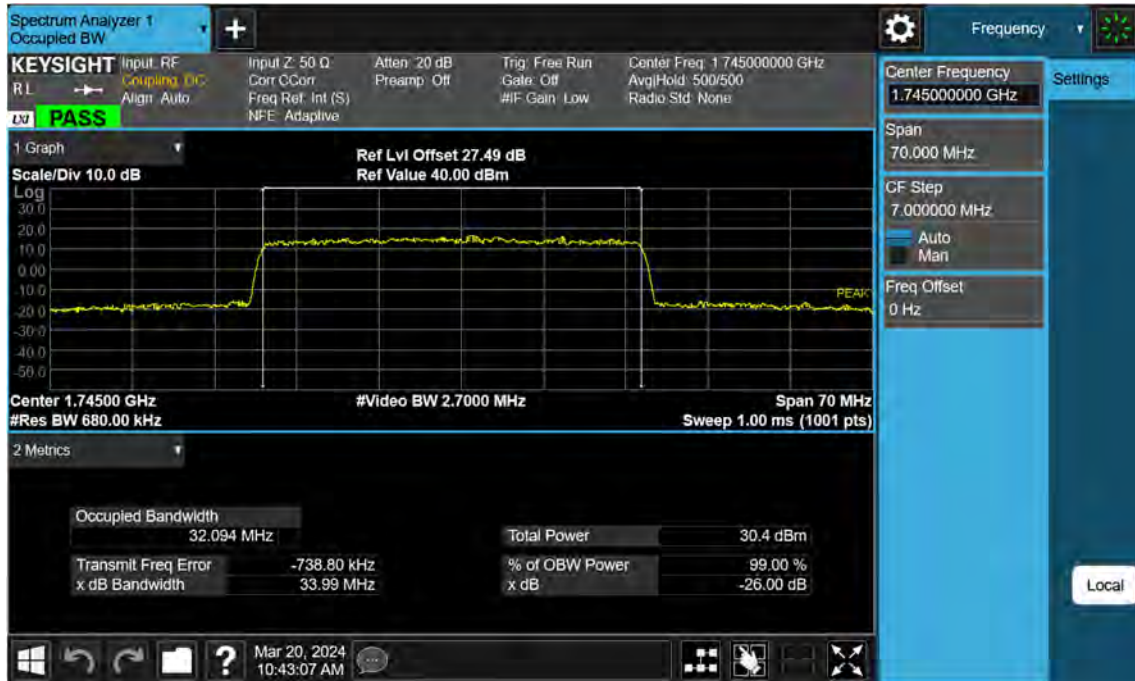 Spectrum Analyzer 1
Occupied BW
Frequency
KEYSIGHT
R L
LXI PASS
Input: RF
Coupling: DC
Align: Auto
Input Z: 50 Ω
Corr CCorr
Freq Ref: Int (S)
NFE: Adaptive
Atten: 20 dB
Preamp: Off
Trig: Free Run
Gate: Off
#IF Gain: Low
Center Freq: 1.745000000 GHz
Avg|Hold: 500/500
Radio Std: None
Center Frequency
1.745000000 GHz
Settings
Span
70.000 MHz
CF Step
7.000000 MHz
Auto
Man
Freq Offset
0 Hz
1 Graph
Scale/Div 10.0 dB
Ref Lvl Offset 27.49 dB
Ref Value 40.00 dBm
Log
30.0
20.0
10.0
0.00
-10.0
-20.0
-30.0
-40.0
-50.0
PEAK
Center 1.74500 GHz
#Res BW 680.00 kHz
#Video BW 2.7000 MHz
Span 70 MHz
Sweep 1.00 ms (1001 pts)
2 Metrics
Occupied Bandwidth
32.094 MHz
Total Power 30.4 dBm
Transmit Freq Error -738.80 kHz
% of OBW Power 99.00 %
x dB Bandwidth 33.99 MHz
x dB -26.00 dB
Local
?
Mar 20, 2024
10:43:07 AM